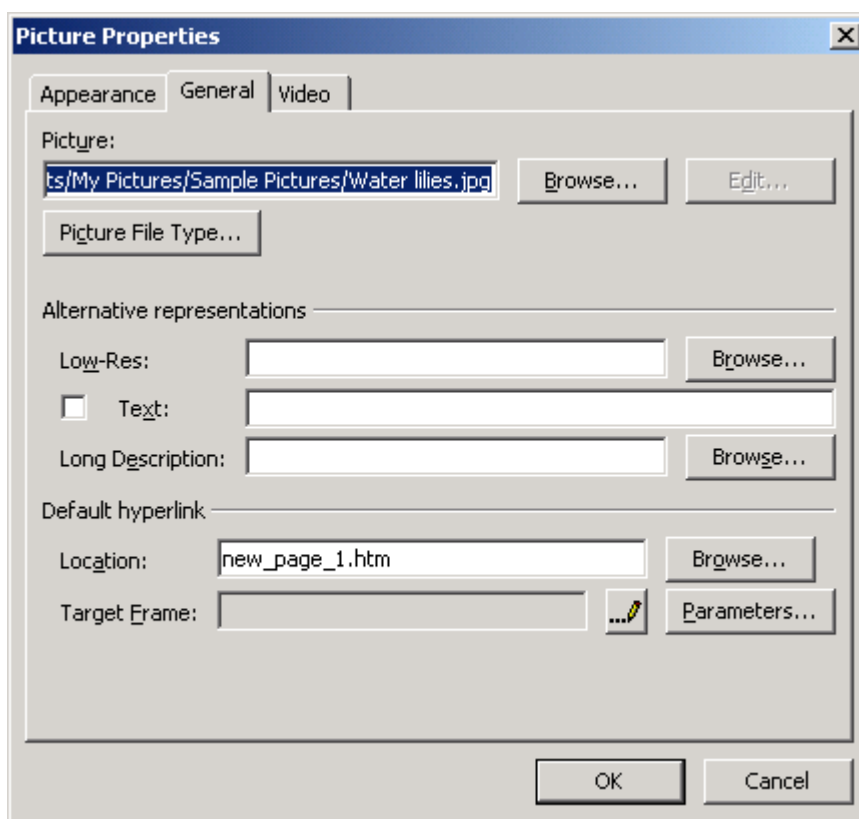 Picture Properties
Appearance General Video
Picture:
ts/My Pictures/Sample Pictures/Water lilies.jpg Browse... Edit...
Picture File Type...
Alternative representations
Low-Res: Browse...
Text:
Long Description: Browse...
Default hyperlink
Location: new_page_1.htm Browse...
Target Frame: ... Parameters...
OK Cancel